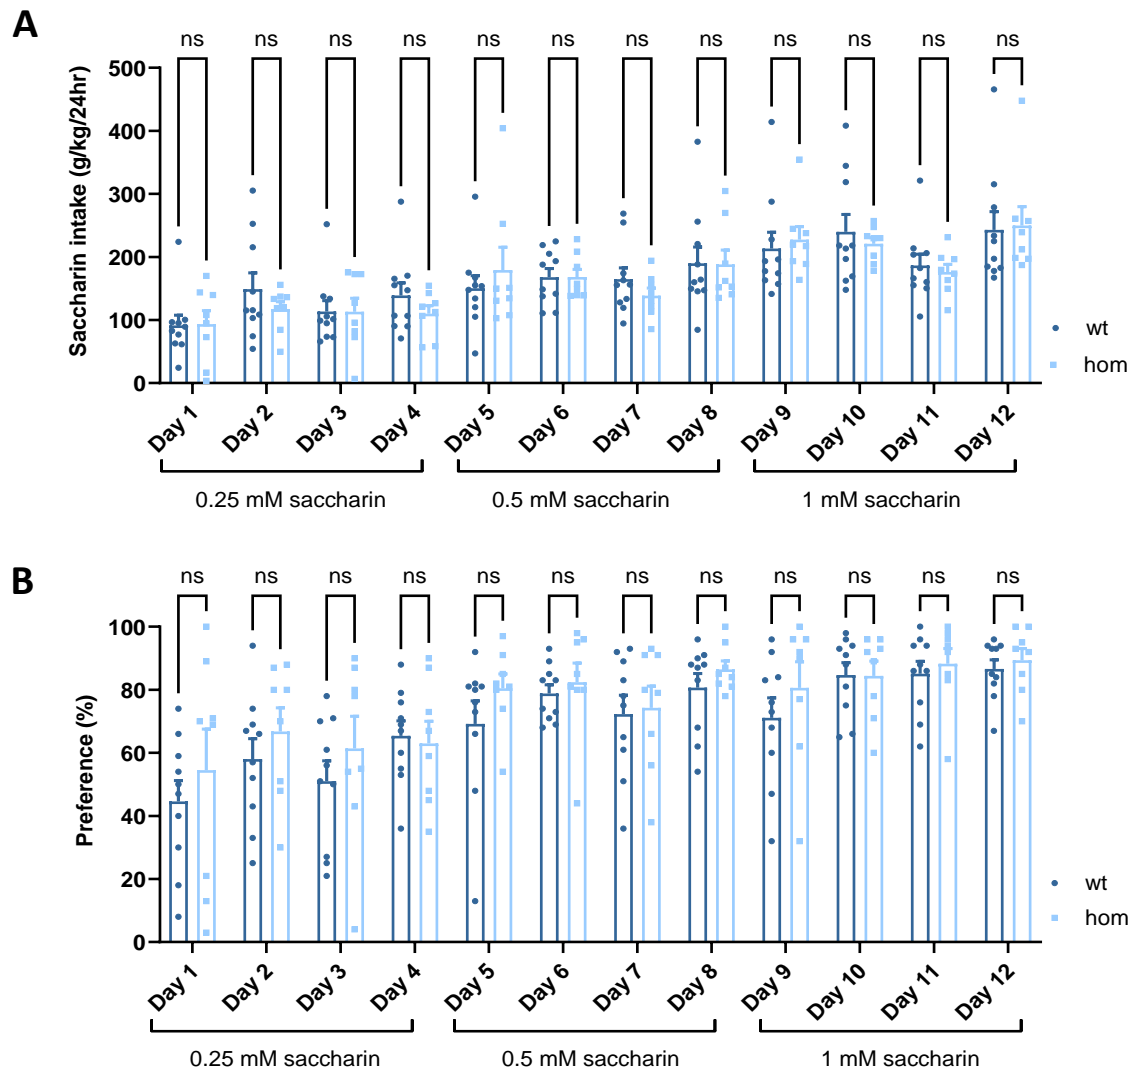 A
ns ns ns ns ns ns ns ns ns ns ns ns
Saccharin intake (g/kg/24hr)
500
400
300
200
100
0
wt
hom
Day 1 Day 2 Day 3 Day 4 Day 5 Day 6 Day 7 Day 8 Day 9 Day 10 Day 11 Day 12
0.25 mM saccharin 0.5 mM saccharin 1 mM saccharin
B
ns ns ns ns ns ns ns ns ns ns ns ns
Preference (%)
100
80
60
40
20
0
wt
hom
Day 1 Day 2 Day 3 Day 4 Day 5 Day 6 Day 7 Day 8 Day 9 Day 10 Day 11 Day 12
0.25 mM saccharin 0.5 mM saccharin 1 mM saccharin